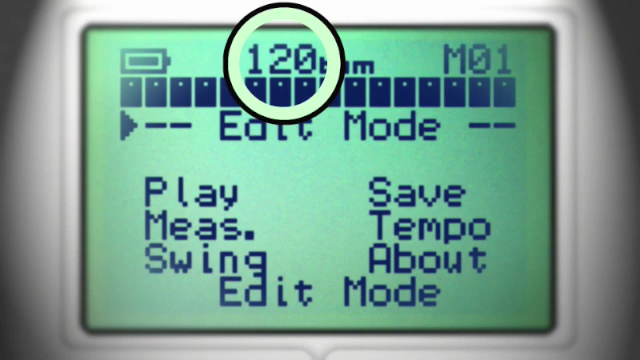 120bpm M01
-- Edit Mode --
Play Save
Meas. Tempo
Swing About
Edit Mode